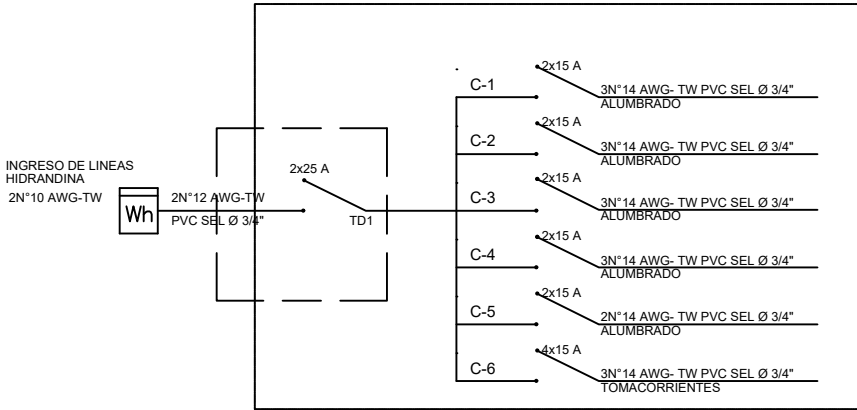 INGRESO DE LINEAS
HIDRANDINA
2N°10 AWG-TW
Wh
2N°12 AWG-TW
PVC SEL Ø 3/4"
2x25 A
TD1
C-1
2x15 A
3N°14 AWG- TW PVC SEL Ø 3/4"
ALUMBRADO
C-2
2x15 A
3N°14 AWG- TW PVC SEL Ø 3/4"
ALUMBRADO
C-3
2x15 A
3N°14 AWG- TW PVC SEL Ø 3/4"
ALUMBRADO
C-4
2x15 A
3N°14 AWG- TW PVC SEL Ø 3/4"
ALUMBRADO
C-5
2x15 A
2N°14 AWG- TW PVC SEL Ø 3/4"
ALUMBRADO
C-6
4x15 A
3N°14 AWG- TW PVC SEL Ø 3/4"
TOMACORRIENTES